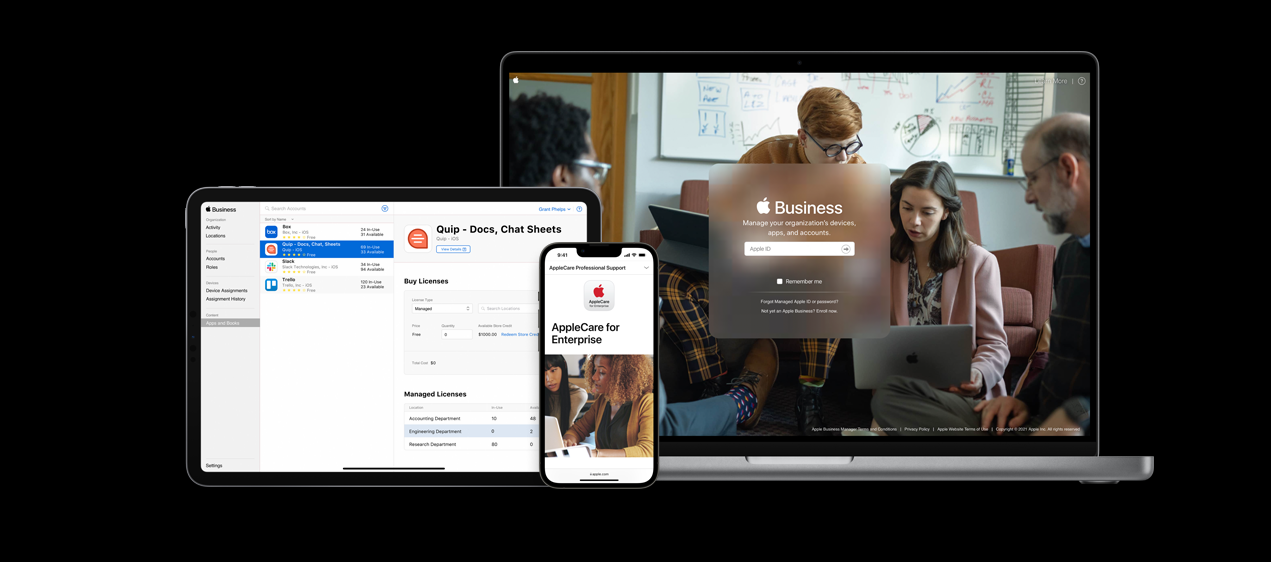 Business
Organization
Activity
Locations
People
Accounts
Roles
Devices
Device Assignments
Assignment History
Content
Apps and Books
Settings
Search Accounts
Sort by Name
Box
Box, Inc - iOS
Free
24 In-Use
31 Available
Quip - Docs, Chat, Sheets
Quip - iOS
Free
68 In-Use
33 Available
Slack
Slack Technologies, Inc. - iOS
Free
34 In-Use
94 Available
Trello
Trello, Inc - iOS
Free
120 In-Use
23 Available
Grant Phelps
?
Quip - Docs, Chat Sheets
Quip - iOS
View Details
Buy Licenses
License Type
Managed
Search Locations
Price
Quantity
Available Store Credit
Free
0
$1000.00
Redeem Store
Total Cost $0
Managed Licenses
Location
In-Use
Accounting Department
10
48
Engineering Department
0
2
Research Department
80
0
9:41
AppleCare Professional Support
AppleCare
for Enterprise
AppleCare for
Enterprise
NEW
More | ?
Business
Manage your organization's devices,
apps, and accounts.
Apple ID
Remember me
Forgot Managed Apple ID or password?
Not yet an Apple Business? Enroll now.
Apple Business Manager Terms and Conditions | Privacy Policy | Apple Website Terms of Use | Copyright © 2021 Apple Inc. All rights reserved.